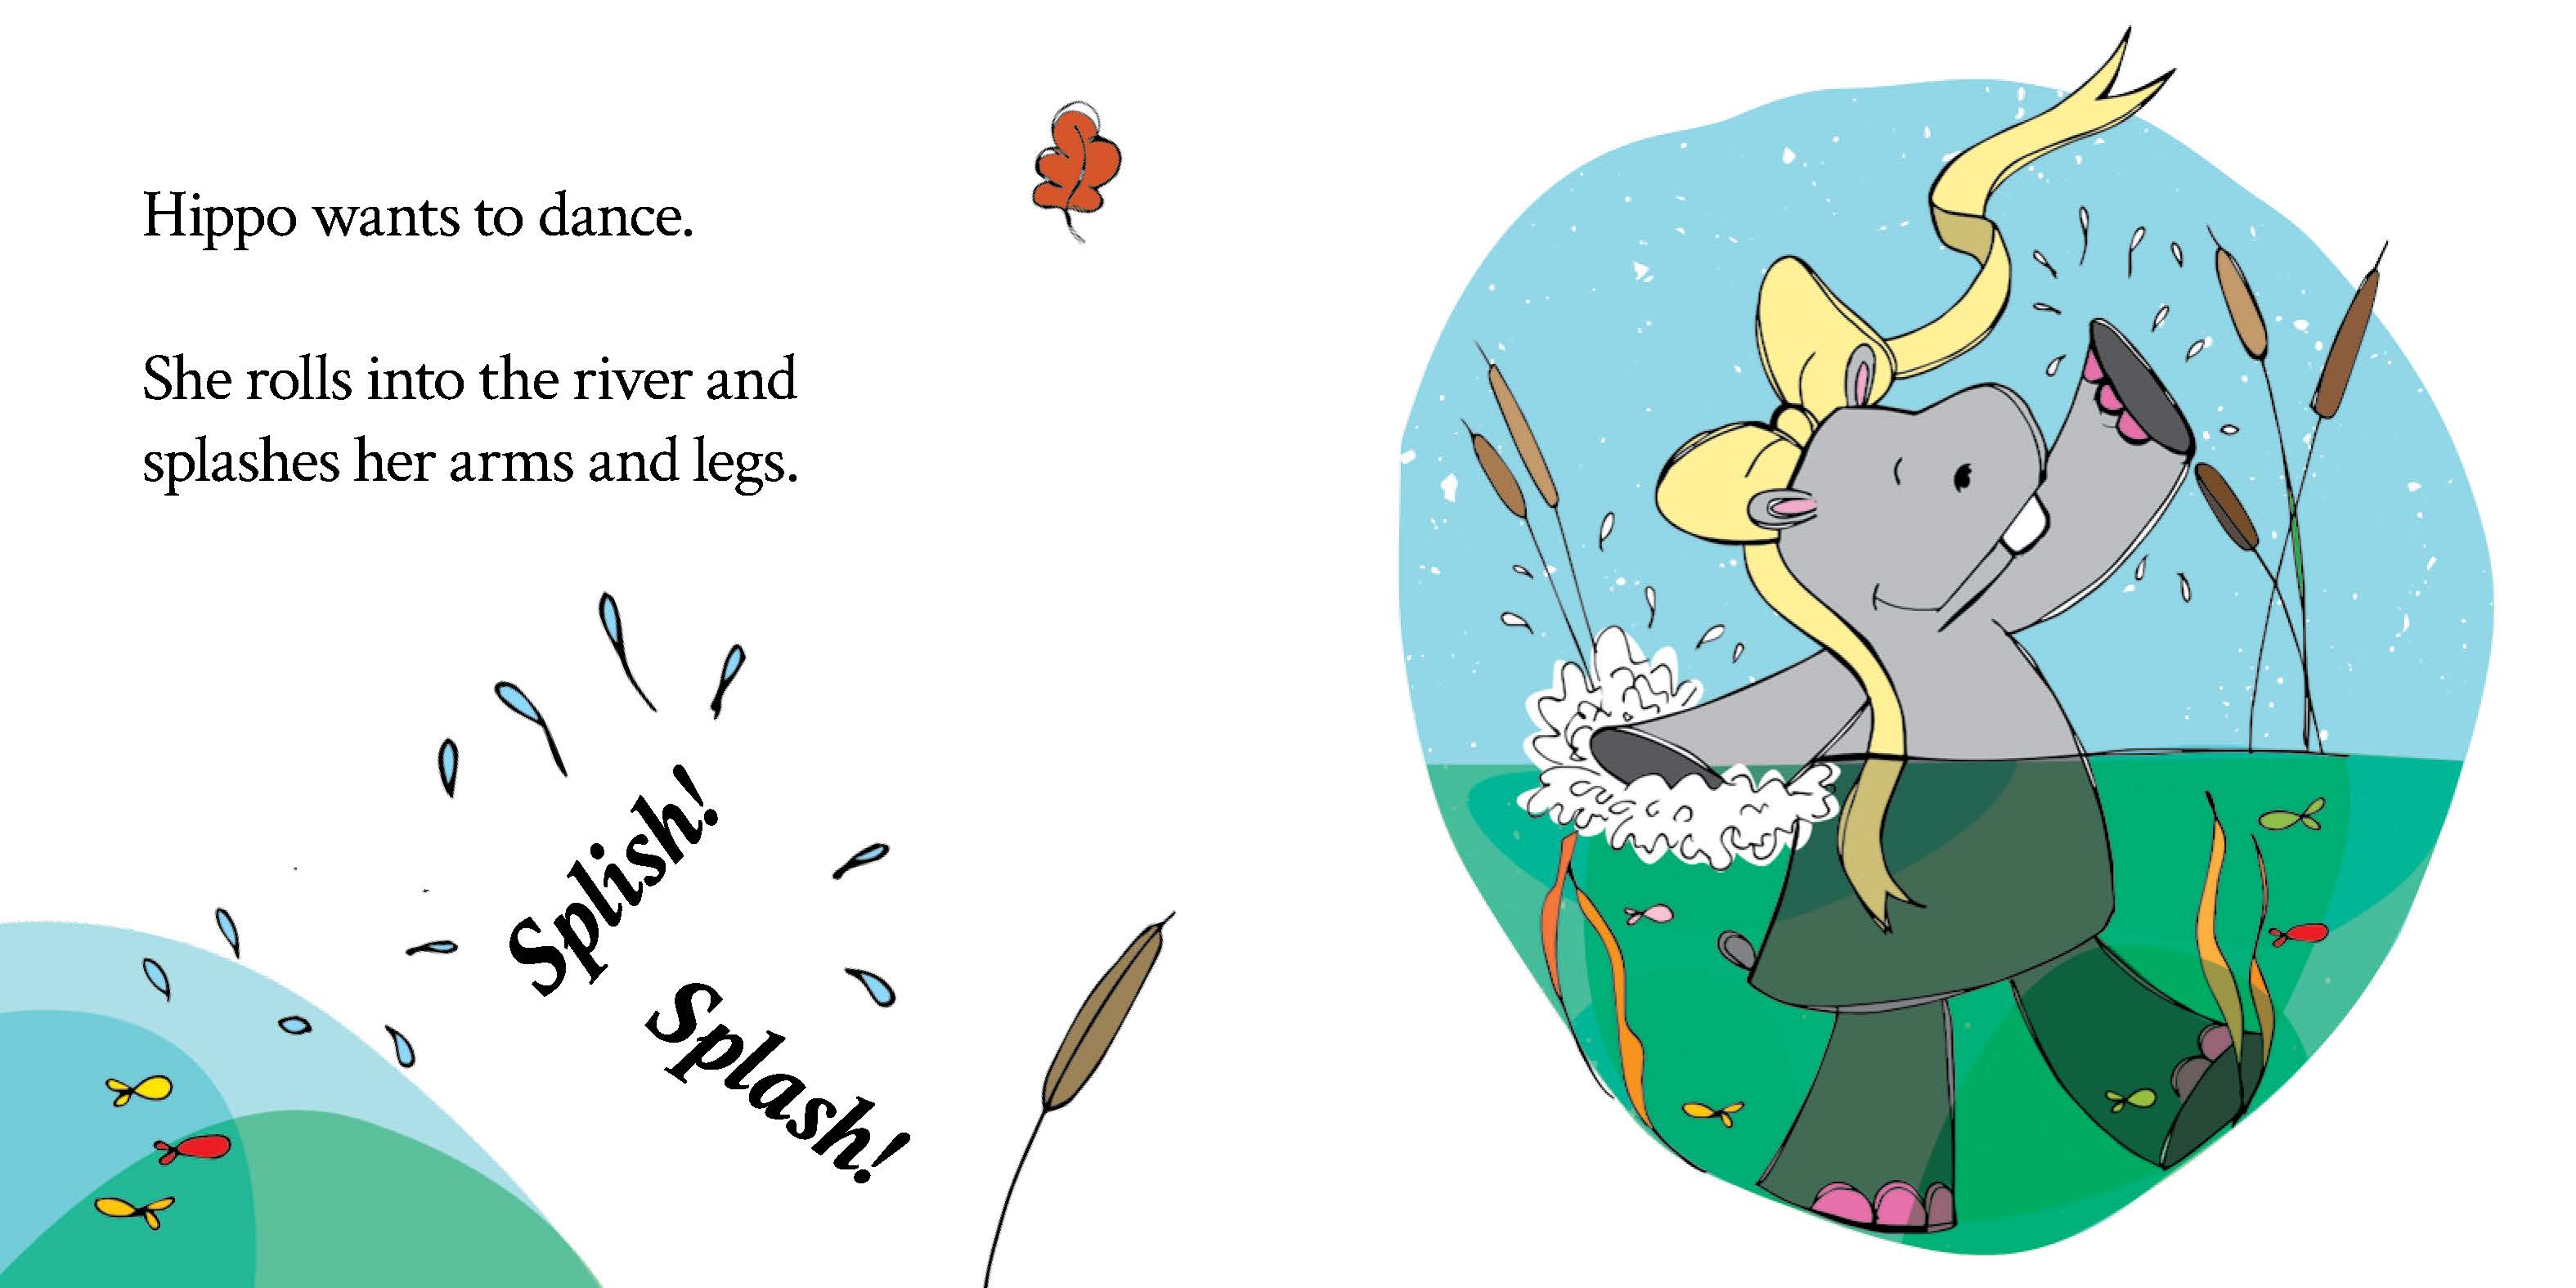 Hippo wants to dance.
She rolls into the river and
splashes her arms and legs.
Splish!
Splash!